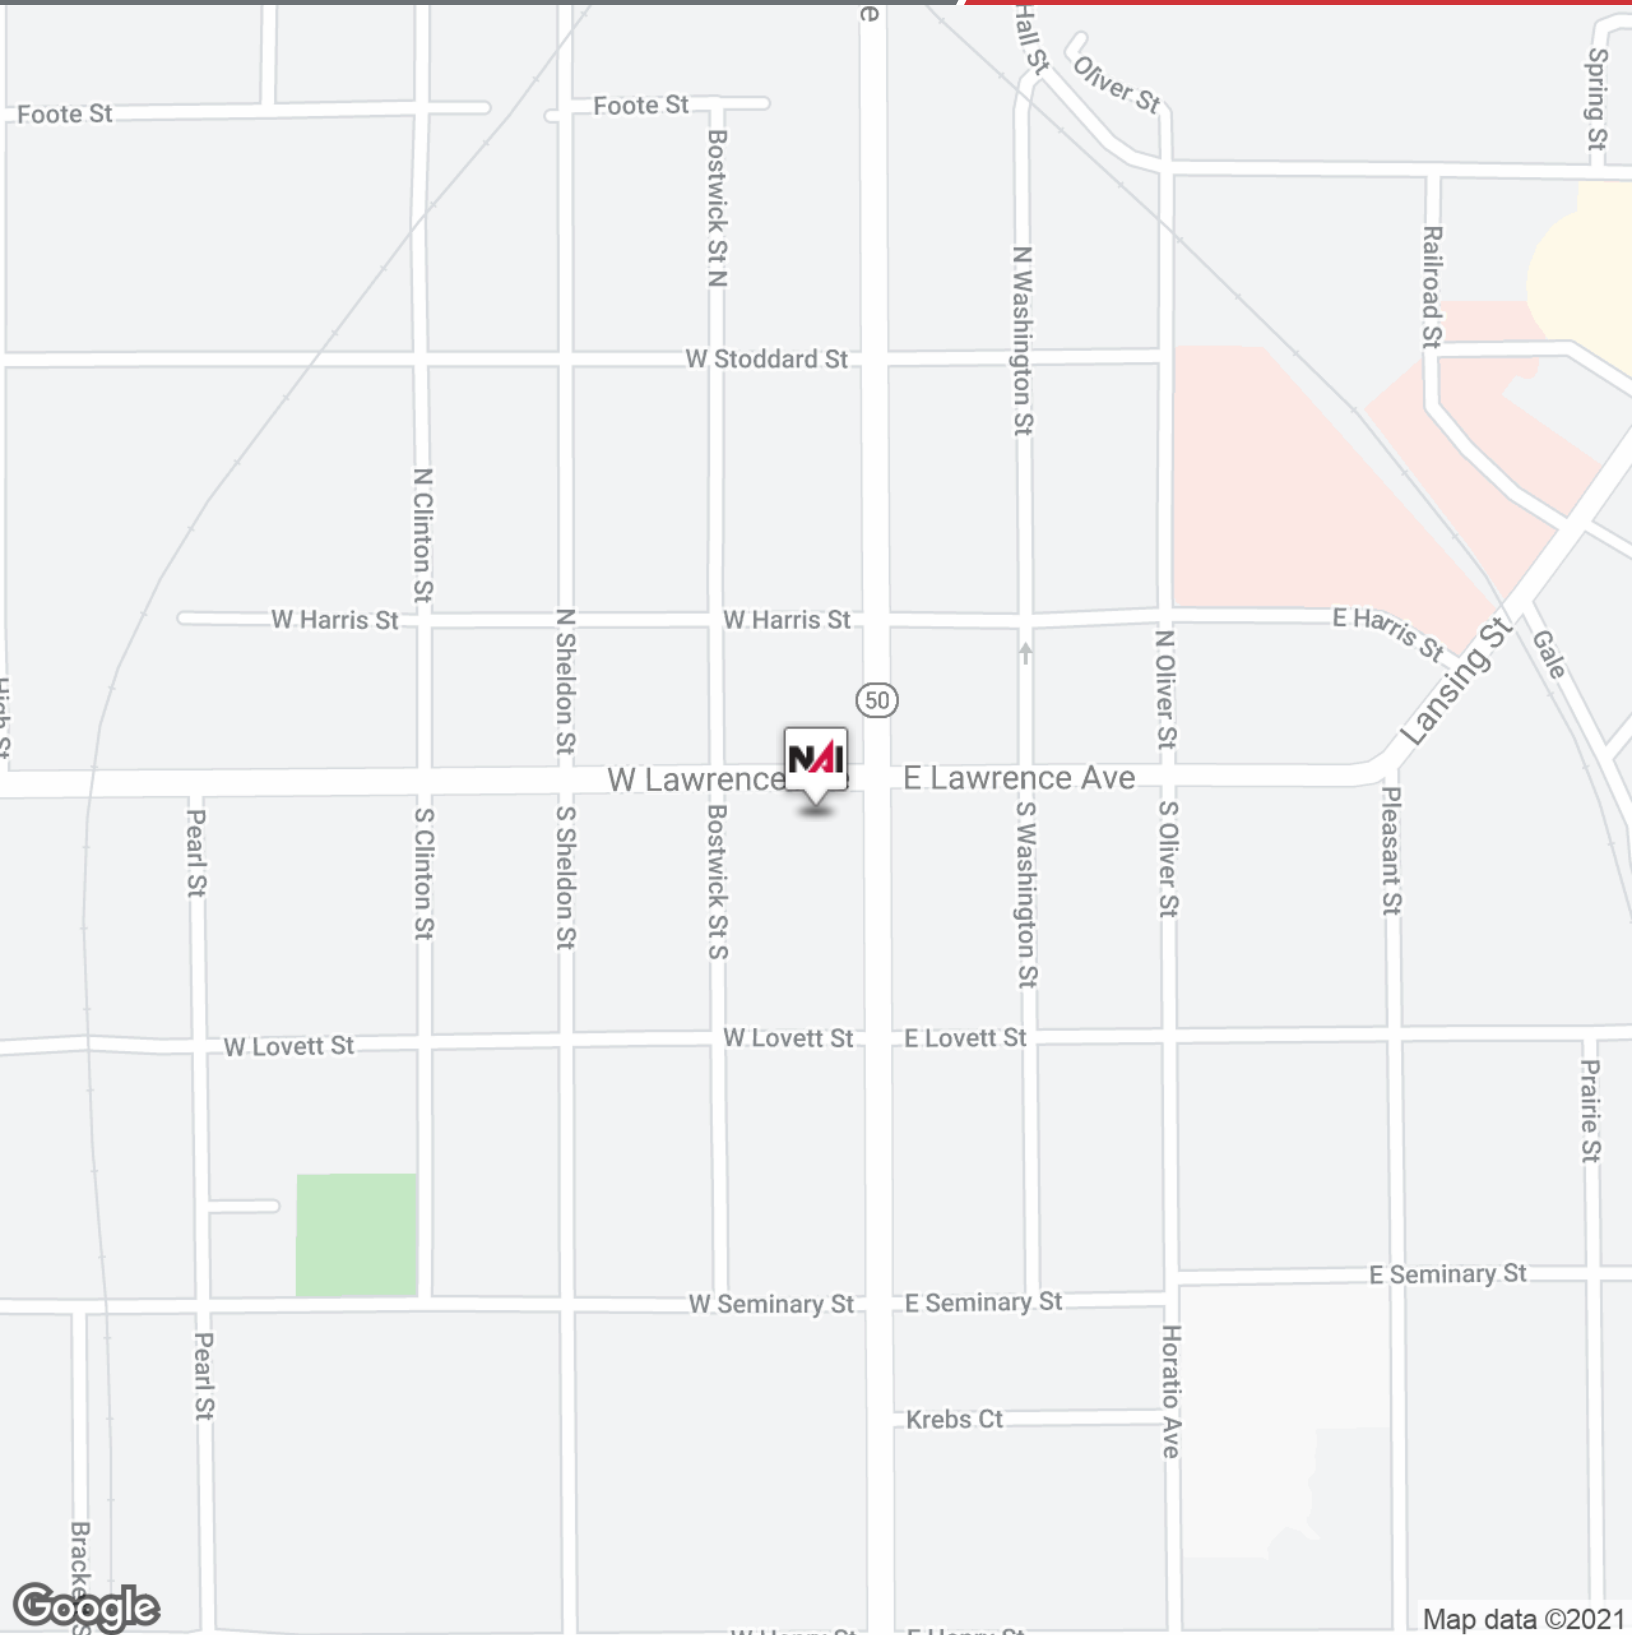 e
Hall St
Oliver St
Spring St
Foote St
Foote St
Bostwick St N
Railroad St
N Washington St
W Stoddard St
N Clinton St
W Harris St
N Sheldon St
W Harris St
E Harris St
N Oliver St
Gale
Lansing St
High St
50
NAI
W Lawrence
E Lawrence Ave
Pearl St
S Clinton St
S Sheldon St
Bostwick St S
S Washington St
S Oliver St
Pleasant St
W Lovett St
W Lovett St
E Lovett St
Prairie St
W Seminary St
E Seminary St
E Seminary St
Pearl St
Horatio Ave
Krebs Ct
Google
Map data ©2021